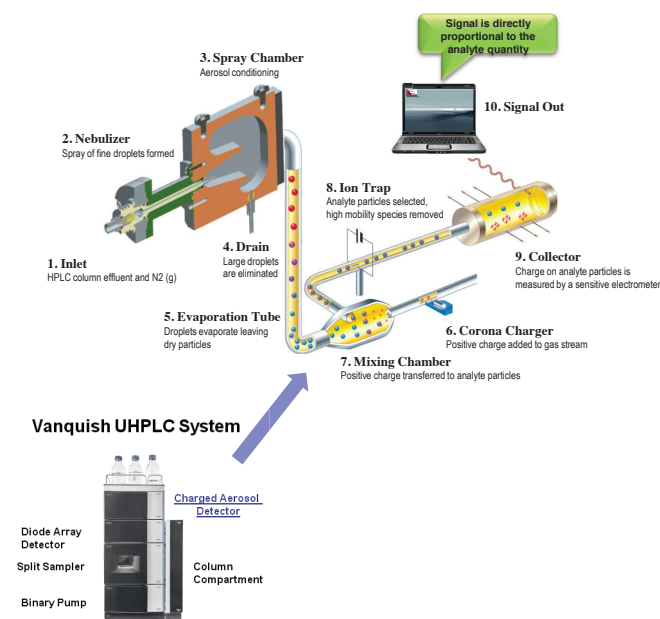 Signal is directly
proportional to the
analyte quantity
3. Spray Chamber
Aerosol conditioning
10. Signal Out
2. Nebulizer
Spray of fine droplets formed
8. Ion Trap
Analyte particles selected,
high mobility species removed
4. Drain
Large droplets
are eliminated
9. Collector
Charge on analyte particles is
measured by a sensitive electrometer
1. Inlet
HPLC column effluent and N2 (g)
5. Evaporation Tube
Droplets evaporate leaving
dry particles
6. Corona Charger
Positive charge added to gas stream
7. Mixing Chamber
Positive charge transferred to analyte particles
Vanquish UHPLC System
Charged Aerosol
Detector
Diode Array
Detector
Split Sampler
Column
Compartment
Binary Pump